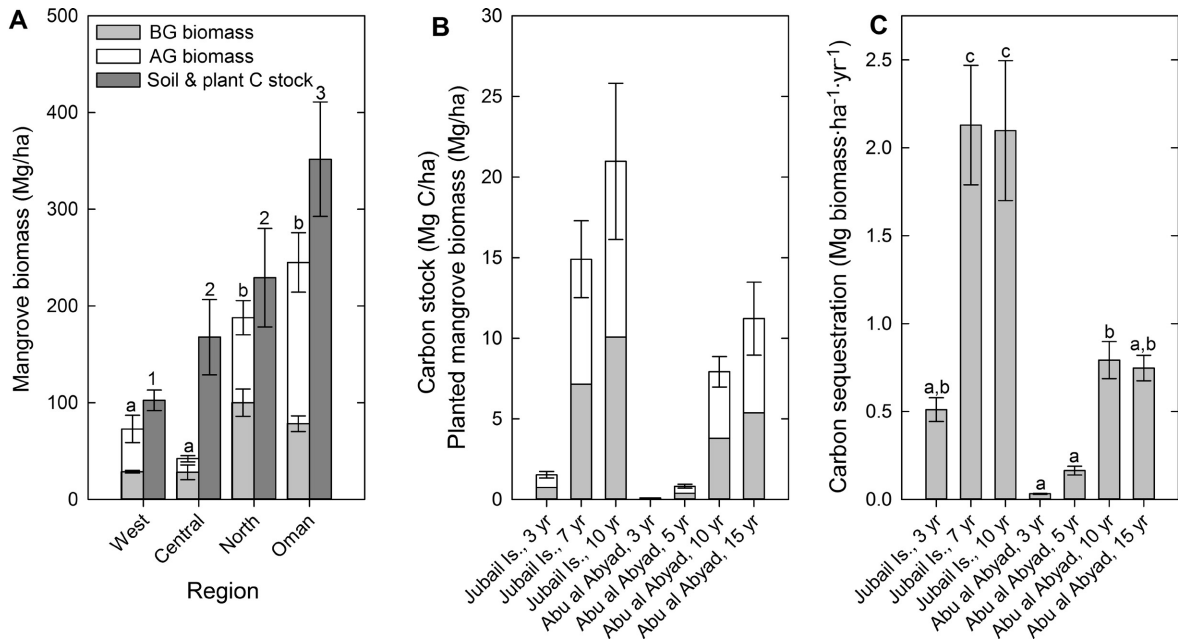 A
Mangrove biomass (Mg/ha)
500
400
300
200
100
0
BG biomass
AG biomass
Soil & plant C stock
a
1
a
2
b
2
b
3
West
Central
North
Oman
Region
B
Carbon stock (Mg C/ha)
Planted mangrove biomass (Mg/ha)
30
25
20
15
10
5
0
Jubail Is., 3 yr
Jubail Is., 7 yr
Jubail Is., 10 yr
Abu al Abyad, 3 yr
Abu al Abyad, 5 yr
Abu al Abyad, 10 yr
Abu al Abyad, 15 yr
C
Carbon sequestration (Mg biomass·ha⁻¹·yr⁻¹)
2.5
2.0
1.5
1.0
0.5
0.0
a,b
c
c
a
a
b
a,b
Jubail Is., 3 yr
Jubail Is., 7 yr
Jubail Is., 10 yr
Abu al Abyad, 3 yr
Abu al Abyad, 5 yr
Abu al Abyad, 10 yr
Abu al Abyad, 15 yr